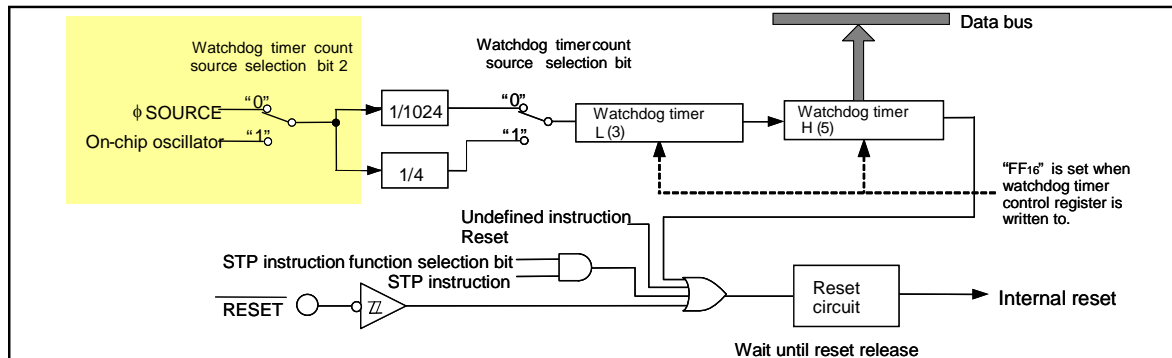 Data bus
Watchdog timer count
source selection bit 2
Watchdog timer count
source selection bit
φ SOURCE
"0"
On-chip oscillator
"1"
1/1024
1/4
"0"
"1"
Watchdog timer
L (3)
Watchdog timer
H (5)
"FF16" is set when
watchdog timer
control register is
written to.
Undefined instruction
Reset
STP instruction function selection bit
STP instruction
RESET
Reset
circuit
Internal reset
Wait until reset release